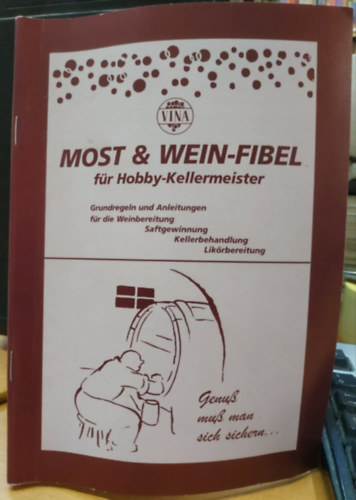 VINA
MOST & WEIN-FIBEL
für Hobby-Kellermeister
Grundregeln und Anleitungen
für die Weinbereitung
Saftgewinnung
Kellerbehandlung
Likörbereitung
Genuß
muß man
sich sichern...